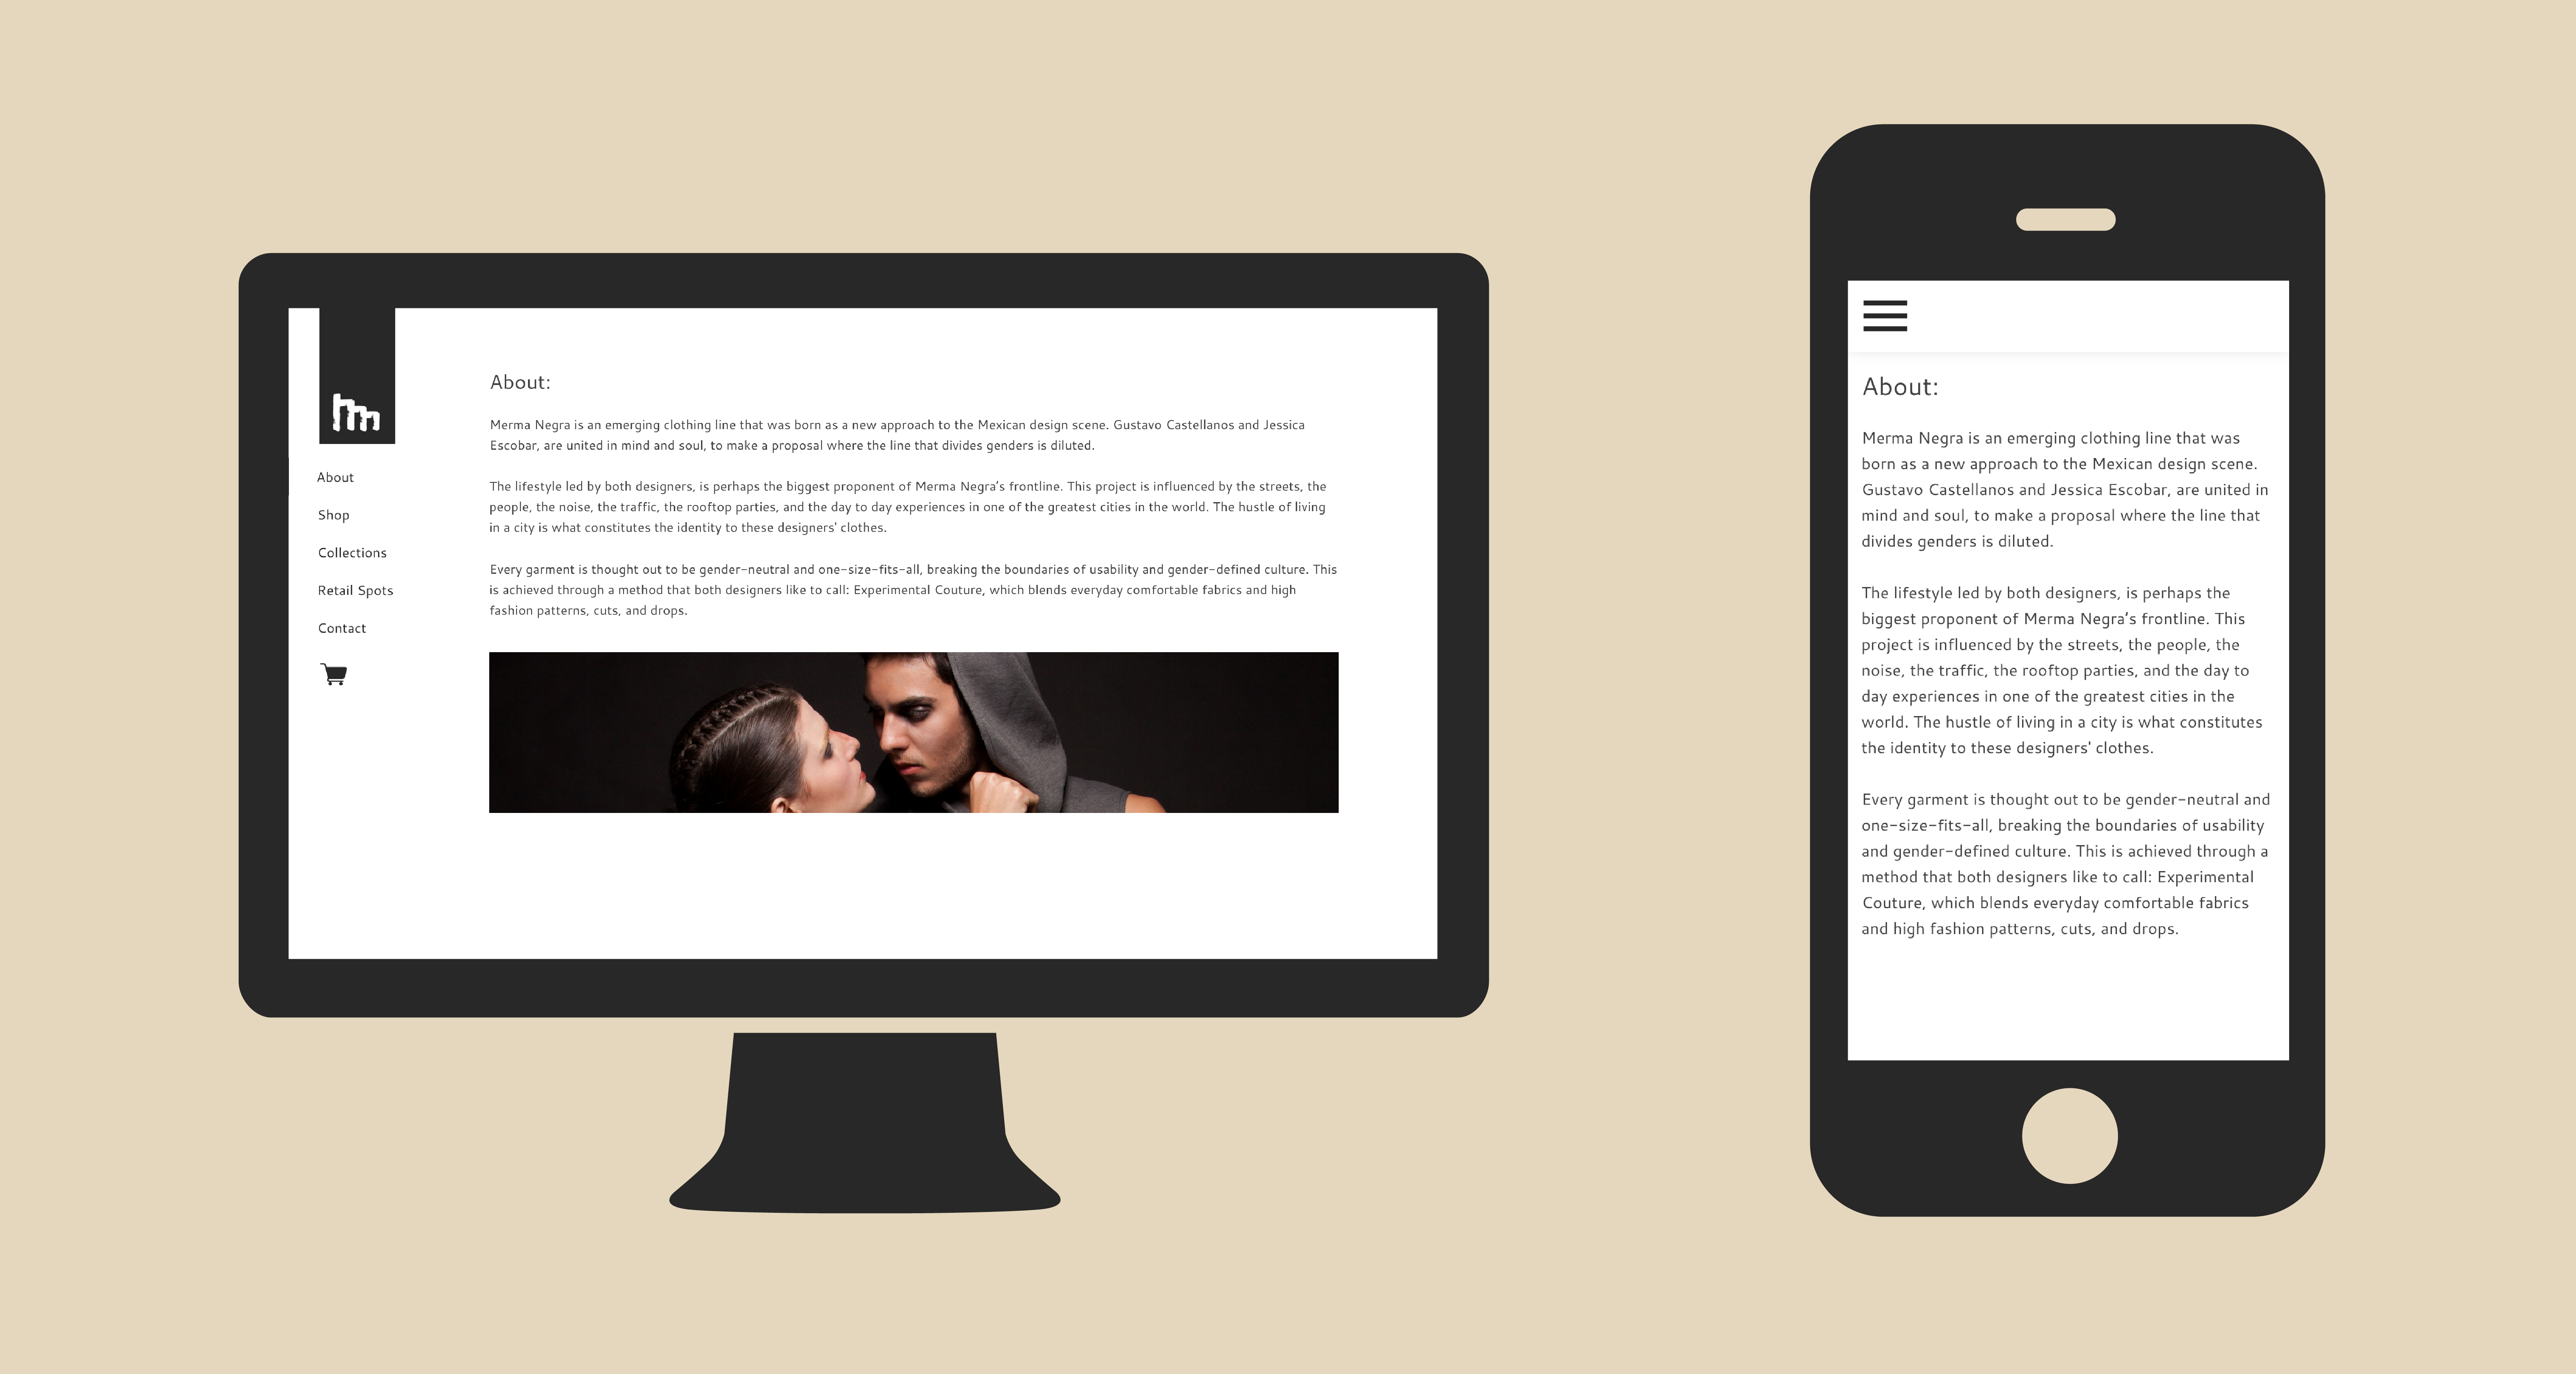 About
Shop
Collections
Retail Spots
Contact
About:
Merma Negra is an emerging clothing line that was born as a new approach to the Mexican design scene. Gustavo Castellanos and Jessica
Escobar, are united in mind and soul, to make a proposal where the line that divides genders is diluted.
The lifestyle led by both designers, is perhaps the biggest proponent of Merma Negra’s frontline. This project is influenced by the streets, the
people, the noise, the traffic, the rooftop parties, and the day to day experiences in one of the greatest cities in the world. The hustle of living
in a city is what constitutes the identity to these designers' clothes.
Every garment is thought out to be gender-neutral and one-size-fits-all, breaking the boundaries of usability and gender-defined culture. This
is achieved through a method that both designers like to call: Experimental Couture, which blends everyday comfortable fabrics and high
fashion patterns, cuts, and drops.
About:
Merma Negra is an emerging clothing line that was
born as a new approach to the Mexican design scene.
Gustavo Castellanos and Jessica Escobar, are united in
mind and soul, to make a proposal where the line that
divides genders is diluted.
The lifestyle led by both designers, is perhaps the
biggest proponent of Merma Negra’s frontline. This
project is influenced by the streets, the people, the
noise, the traffic, the rooftop parties, and the day to
day experiences in one of the greatest cities in the
world. The hustle of living in a city is what constitutes
the identity to these designers' clothes.
Every garment is thought out to be gender-neutral and
one-size-fits-all, breaking the boundaries of usability
and gender-defined culture. This is achieved through a
method that both designers like to call: Experimental
Couture, which blends everyday comfortable fabrics
and high fashion patterns, cuts, and drops.